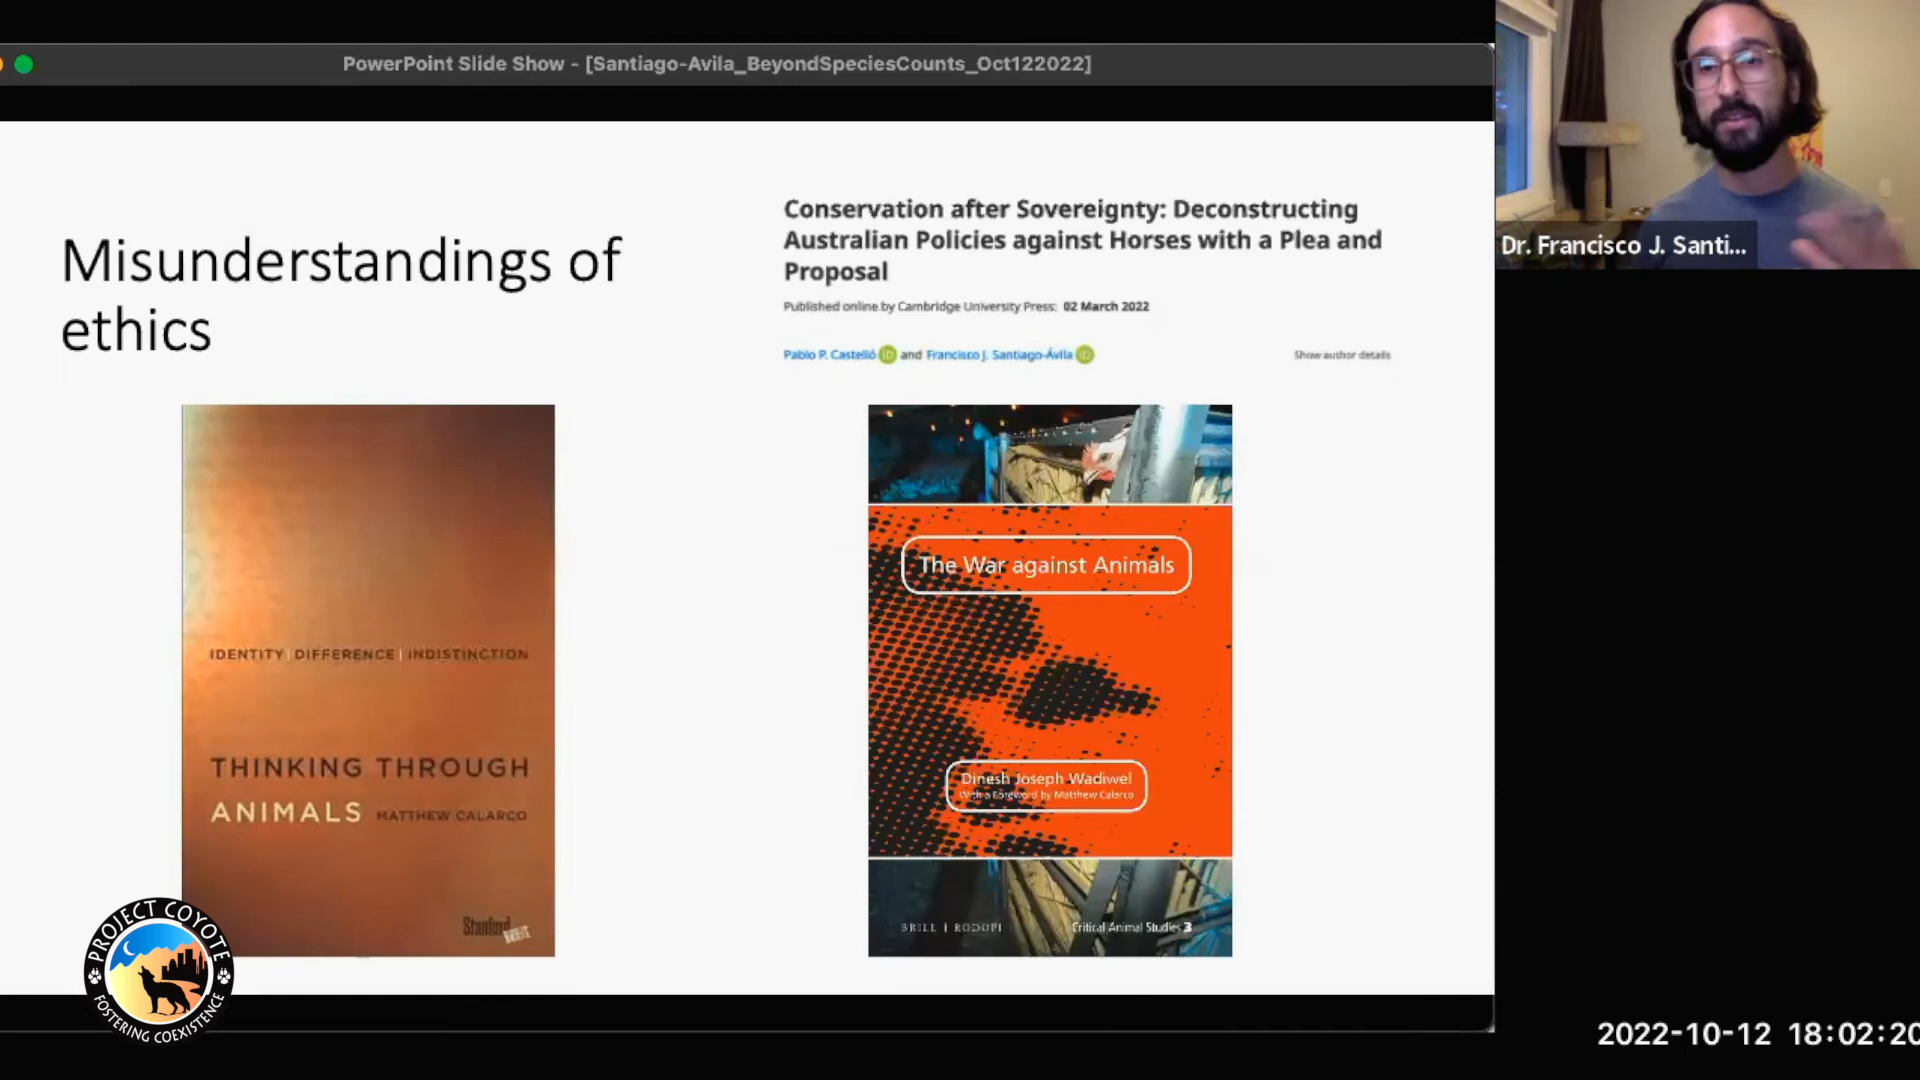 PowerPoint Slide Show - [Santiago-Avila_BeyondSpeciesCounts_Oct122022]
Dr. Francisco J. Santi...
Misunderstandings of
ethics
Conservation after Sovereignty: Deconstructing
Australian Policies against Horses with a Plea and
Proposal
Published online by Cambridge University Press: 02 March 2022
Pablo P. Castelló iD and Francisco J. Santiago-Ávila iD
Show author details
IDENTITY | DIFFERENCE | INDISTINCTION
THINKING THROUGH
ANIMALS MATTHEW CALARCO
Stanford
The War against Animals
Dinesh Joseph Wadiwel
With a Foreword by Matthew Calarco
BRILL | RODOPI
Critical Animal Studies 3
PROJECT COYOTE
FOSTERING COEXISTENCE
2022-10-12 18:02:20